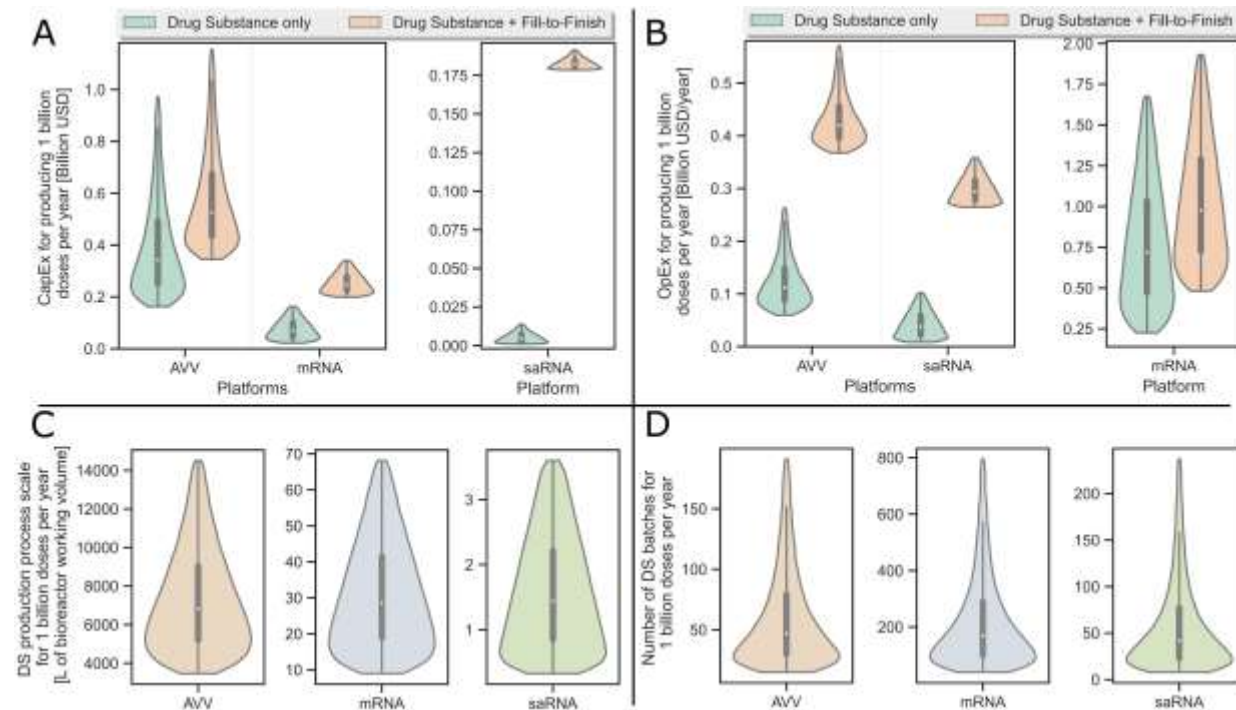 A
Drug Substance only
Drug Substance + Fill-to-Finish
CapEx for producing 1 billion
doses per year [Billion USD]
1.0
0.8
0.6
0.4
0.2
0.0
AVV
mRNA
Platforms
0.175
0.150
0.125
0.100
0.075
0.050
0.025
0.000
saRNA
Platform
B
Drug Substance only
Drug Substance + Fill-to-Finish
OpEx for producing 1 billion
doses per year [Billion USD/year]
0.5
0.4
0.3
0.2
0.1
0.0
AVV
saRNA
Platforms
2.00
1.75
1.50
1.25
1.00
0.75
0.50
0.25
mRNA
Platform
C
DS production process scale
for 1 billion doses per year
[L of bioreactor working volume]
14000
12000
10000
8000
6000
4000
AVV
70
60
50
40
30
20
10
mRNA
3
2
1
saRNA
D
Number of DS batches for
1 billion doses per year
150
100
50
AVV
800
600
400
200
mRNA
200
150
100
50
0
saRNA